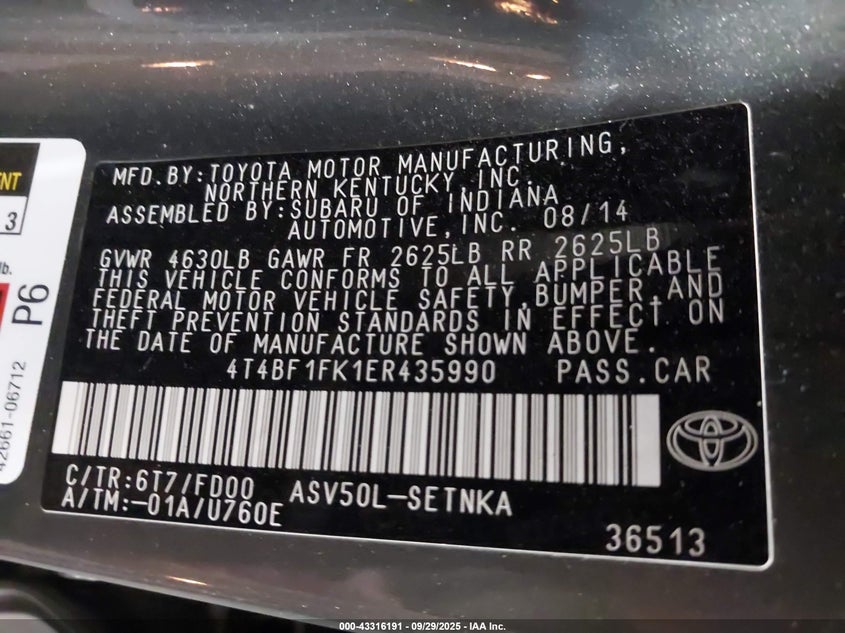 MFD.BY:TOYOTA MOTOR MANUFACTURING,
NORTHERN KENTUCKY,INC.
ASSEMBLED BY:SUBARU OF INDIANA
AUTOMOTIVE,INC. 08/14
GVWR 4630LB GAWR FR 2625LB RR 2625LB
THIS VEHICLE CONFORMS TO ALL APPLICABLE
FEDERAL MOTOR VEHICLE SAFETY,BUMPER,AND
THEFT PREVENTION STANDARDS IN EFFECT ON
THE DATE OF MANUFACTURE SHOWN ABOVE.
4T4BF1FK1ER435990 PASS.CAR
C/TR:6T7/FD00 ASV50L-SETNKA
A/TM:-01A/U760E
36513
3
lb.
P6
42661-06712
000-43316191 - 09/29/2025 - IAA Inc.